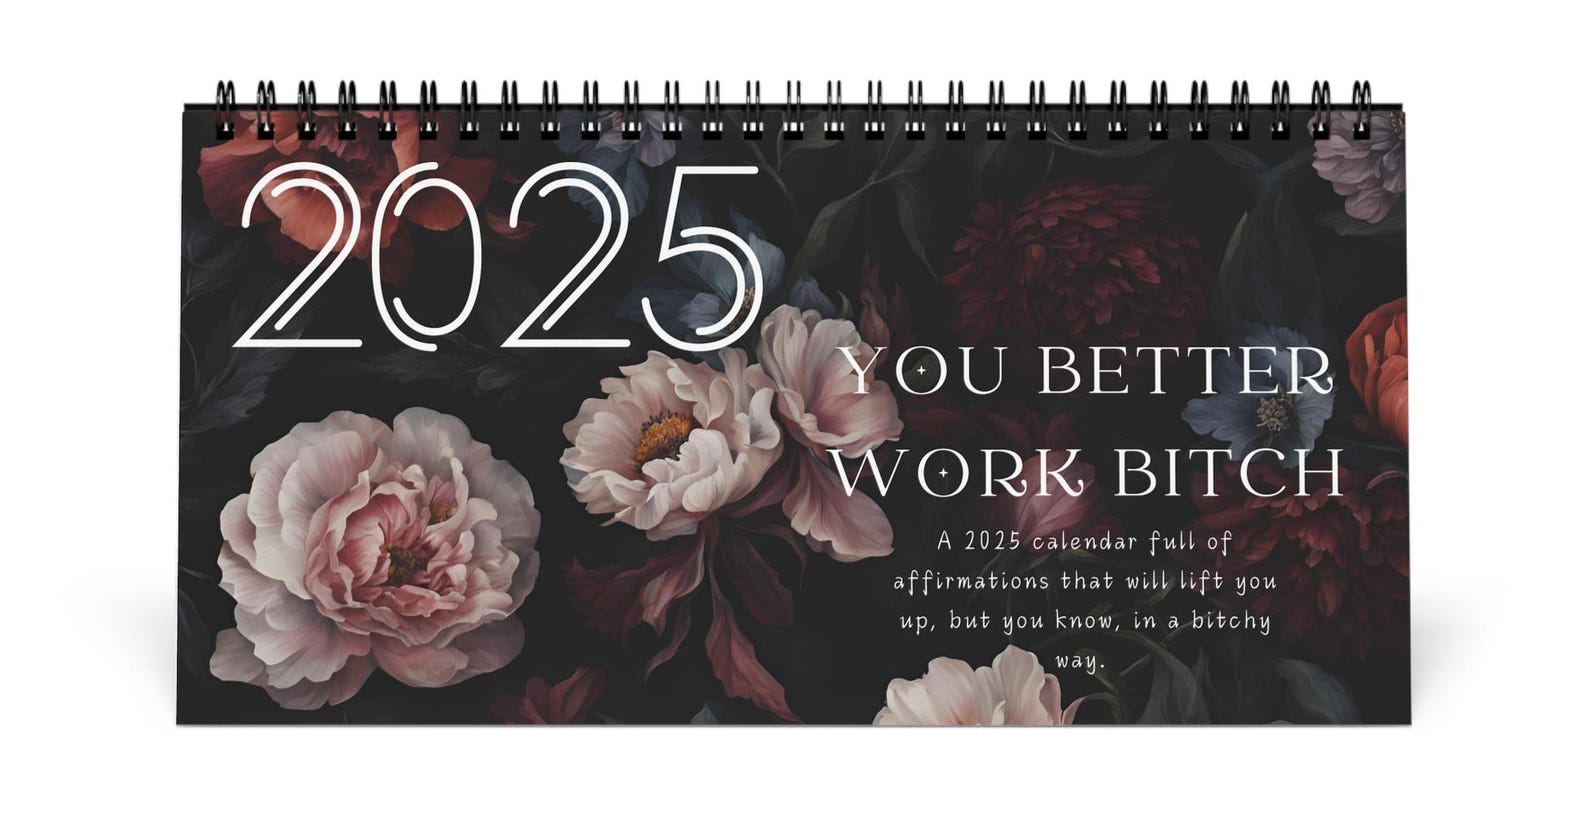 2025
YOU BETTER
WORK BITCH
A 2025 calendar full of
affirmations that will lift you
up, but you know, in a bitchy
way.